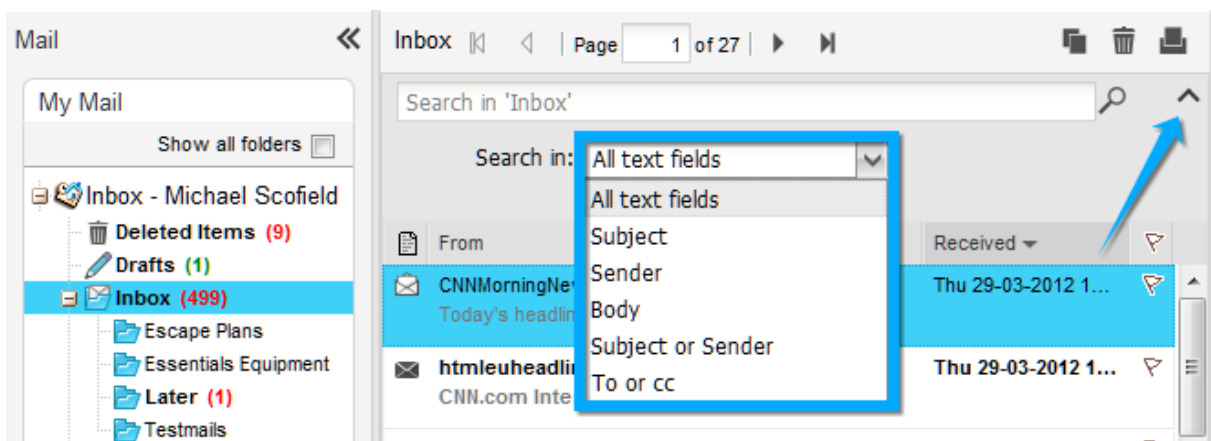 Mail
Inbox Page 1 of 27
My Mail
Search in 'Inbox'
Show all folders
Search in: All text fields
All text fields
Subject
Sender
Body
Subject or Sender
To or cc
Inbox - Michael Scofield
Deleted Items (9)
Drafts (1)
Inbox (499)
Escape Plans
Essentials Equipment
Later (1)
Testmails
From Received
CNNMorningNe Thu 29-03-2012 1...
Today's headlin
htmleuheadli Thu 29-03-2012 1...
CNN.com Inte